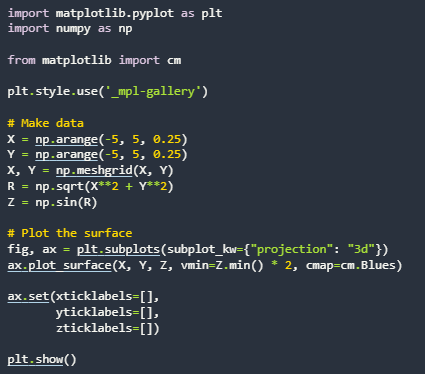 import matplotlib.pyplot as plt
import numpy as np

from matplotlib import cm

plt.style.use('_mpl-gallery')

# Make data
X = np.arange(-5, 5, 0.25)
Y = np.arange(-5, 5, 0.25)
X, Y = np.meshgrid(X, Y)
R = np.sqrt(X**2 + Y**2)
Z = np.sin(R)

# Plot the surface
fig, ax = plt.subplots(subplot_kw={"projection": "3d"})
ax.plot_surface(X, Y, Z, vmin=Z.min() * 2, cmap=cm.Blues)

ax.set(xticklabels=[],
       yticklabels=[],
       zticklabels=[])

plt.show()